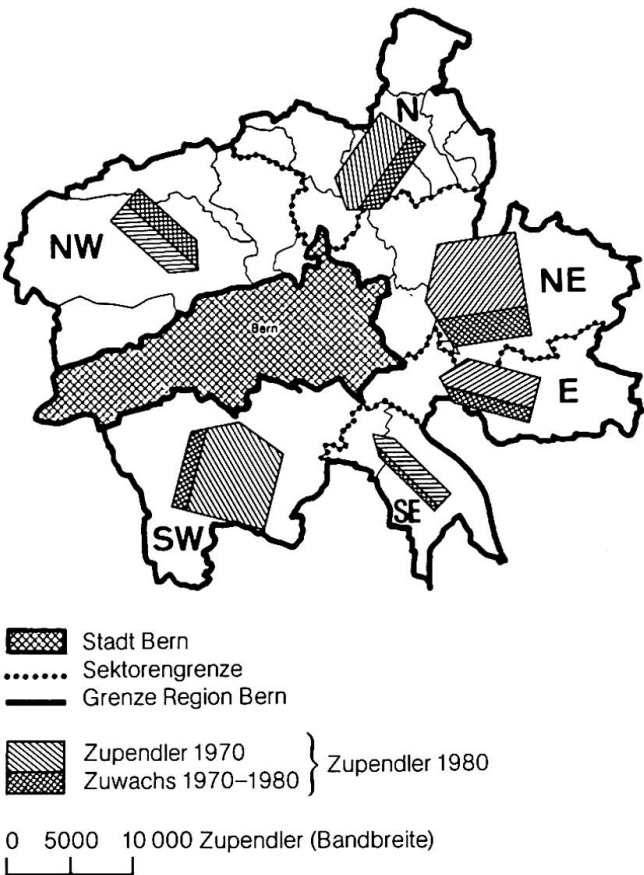 N
NW
NE
Bern
E
SE
SW
Stadt Bern
Sektorengrenze
Grenze Region Bern
Zupendler 1970
Zuwachs 1970–1980
Zupendler 1980
0 5000 10 000 Zupendler (Bandbreite)